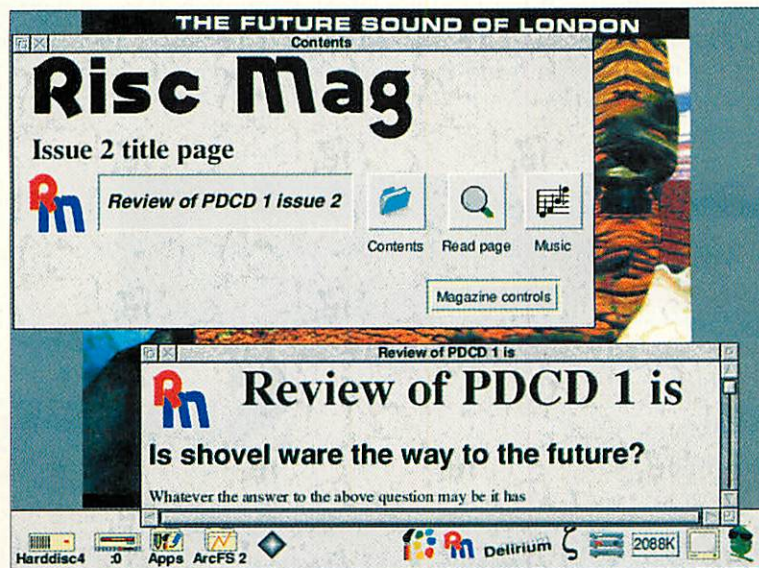 THE FUTURE SOUND OF LONDON
Contents
Risc Mag
Issue 2 title page
Rm
Review of PDCD 1 issue 2
Contents
Read page
Music
Magazine controls
Review of PDCD 1 is
Rm
Review of PDCD 1 is
Is shovel ware the way to the future?
Whatever the answer to the above question may be it has
Harddisc4
:0
Apps
ArcFS 2
Rm
Delirium
2088K